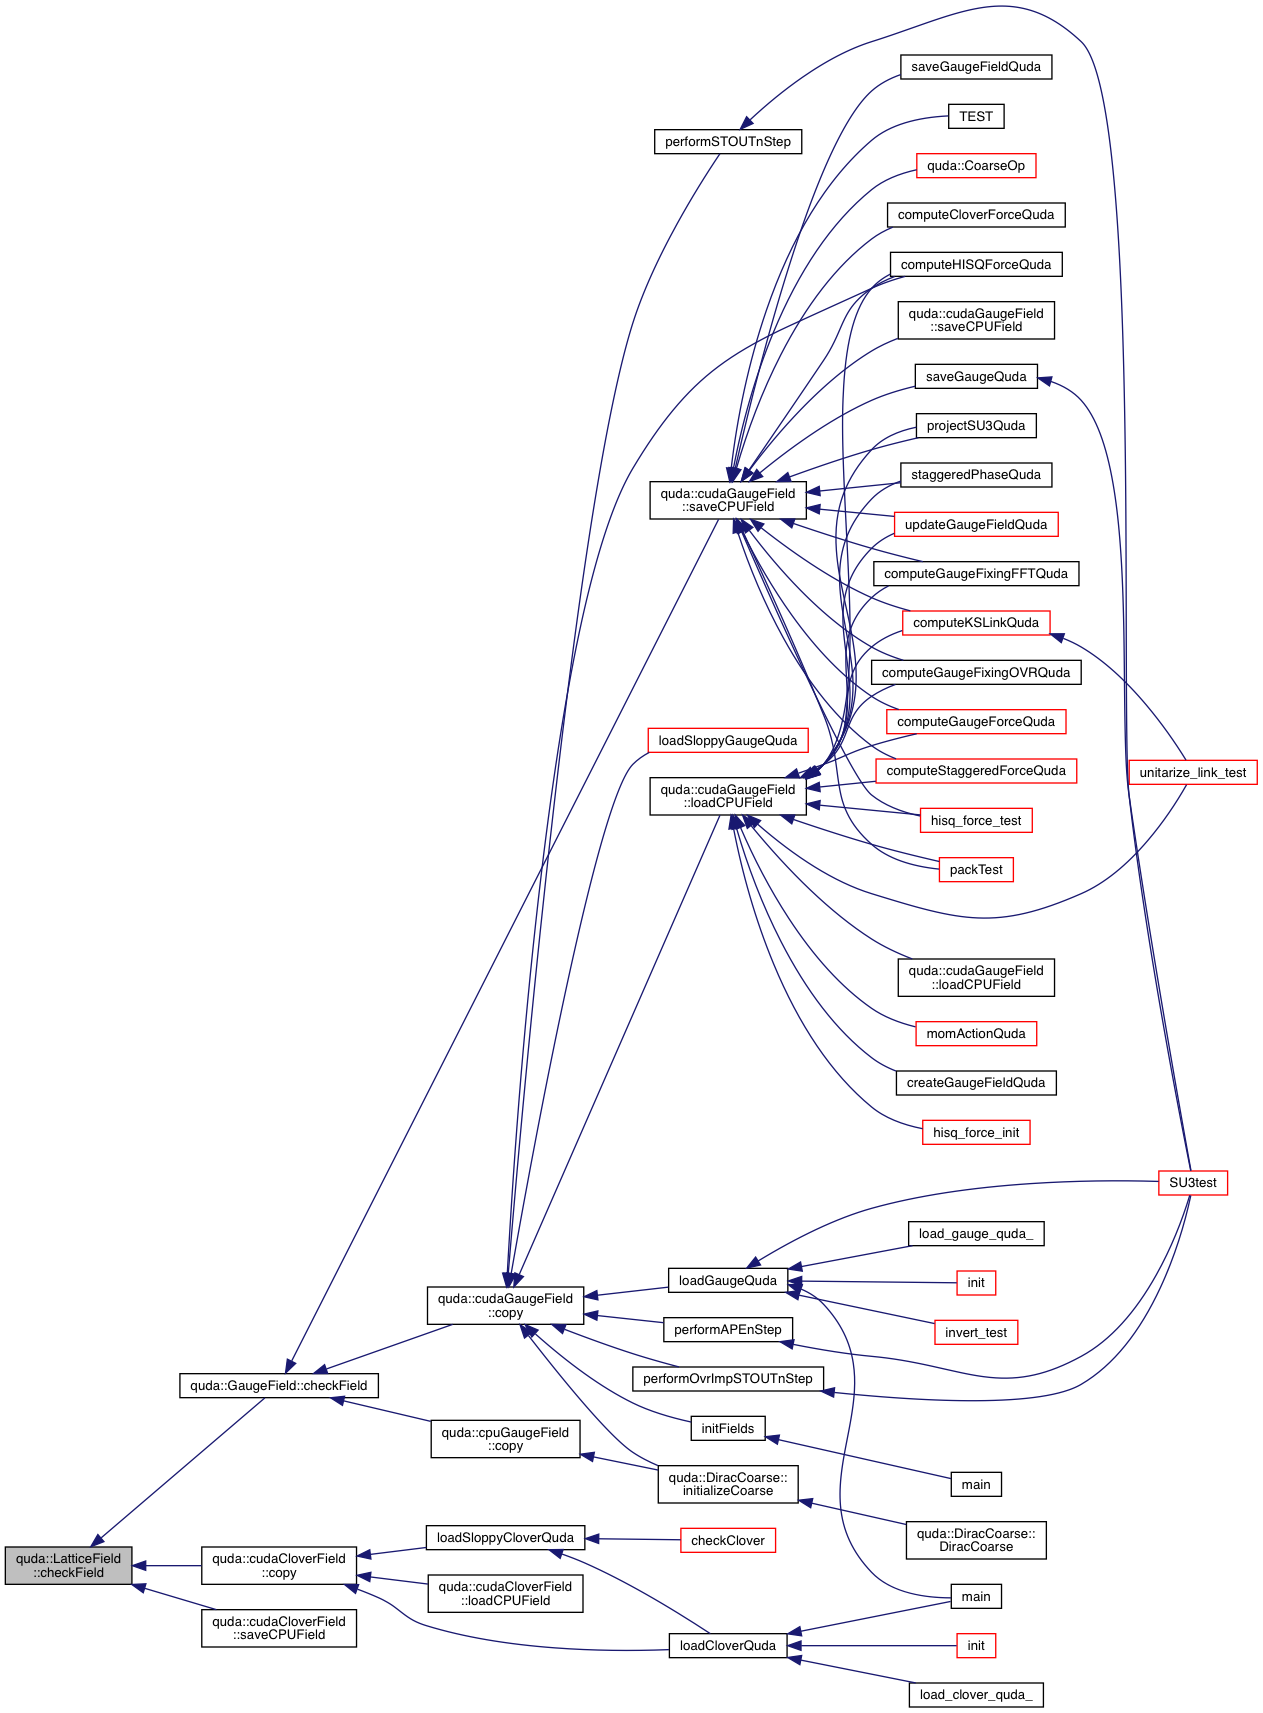 saveGaugeFieldQuda
TEST
performSTOUTnStep
quda::CoarseOp
computeCloverForceQuda
computeHISQForceQuda
quda::cudaGaugeField
::saveCPUField
saveGaugeQuda
projectSU3Quda
staggeredPhaseQuda
quda::cudaGaugeField
::saveCPUField
updateGaugeFieldQuda
computeGaugeFixingFFTQuda
computeKSLinkQuda
computeGaugeFixingOVRQuda
computeGaugeForceQuda
loadSloppyGaugeQuda
computeStaggeredForceQuda
unitarize_link_test
quda::cudaGaugeField
::loadCPUField
hisq_force_test
packTest
quda::cudaGaugeField
::loadCPUField
momActionQuda
createGaugeFieldQuda
hisq_force_init
SU3test
load_gauge_quda_
loadGaugeQuda
init
quda::cudaGaugeField
::copy
invert_test
performAPEnStep
performOvrImpSTOUTnStep
quda::GaugeField::checkField
initFields
quda::cpuGaugeField
::copy
quda::DiracCoarse::
initializeCoarse
main
quda::DiracCoarse::
DiracCoarse
loadSloppyCloverQuda
checkClover
quda::LatticeField
::checkField
quda::cudaCloverField
::copy
quda::cudaCloverField
::loadCPUField
main
quda::cudaCloverField
::saveCPUField
loadCloverQuda
init
load_clover_quda_